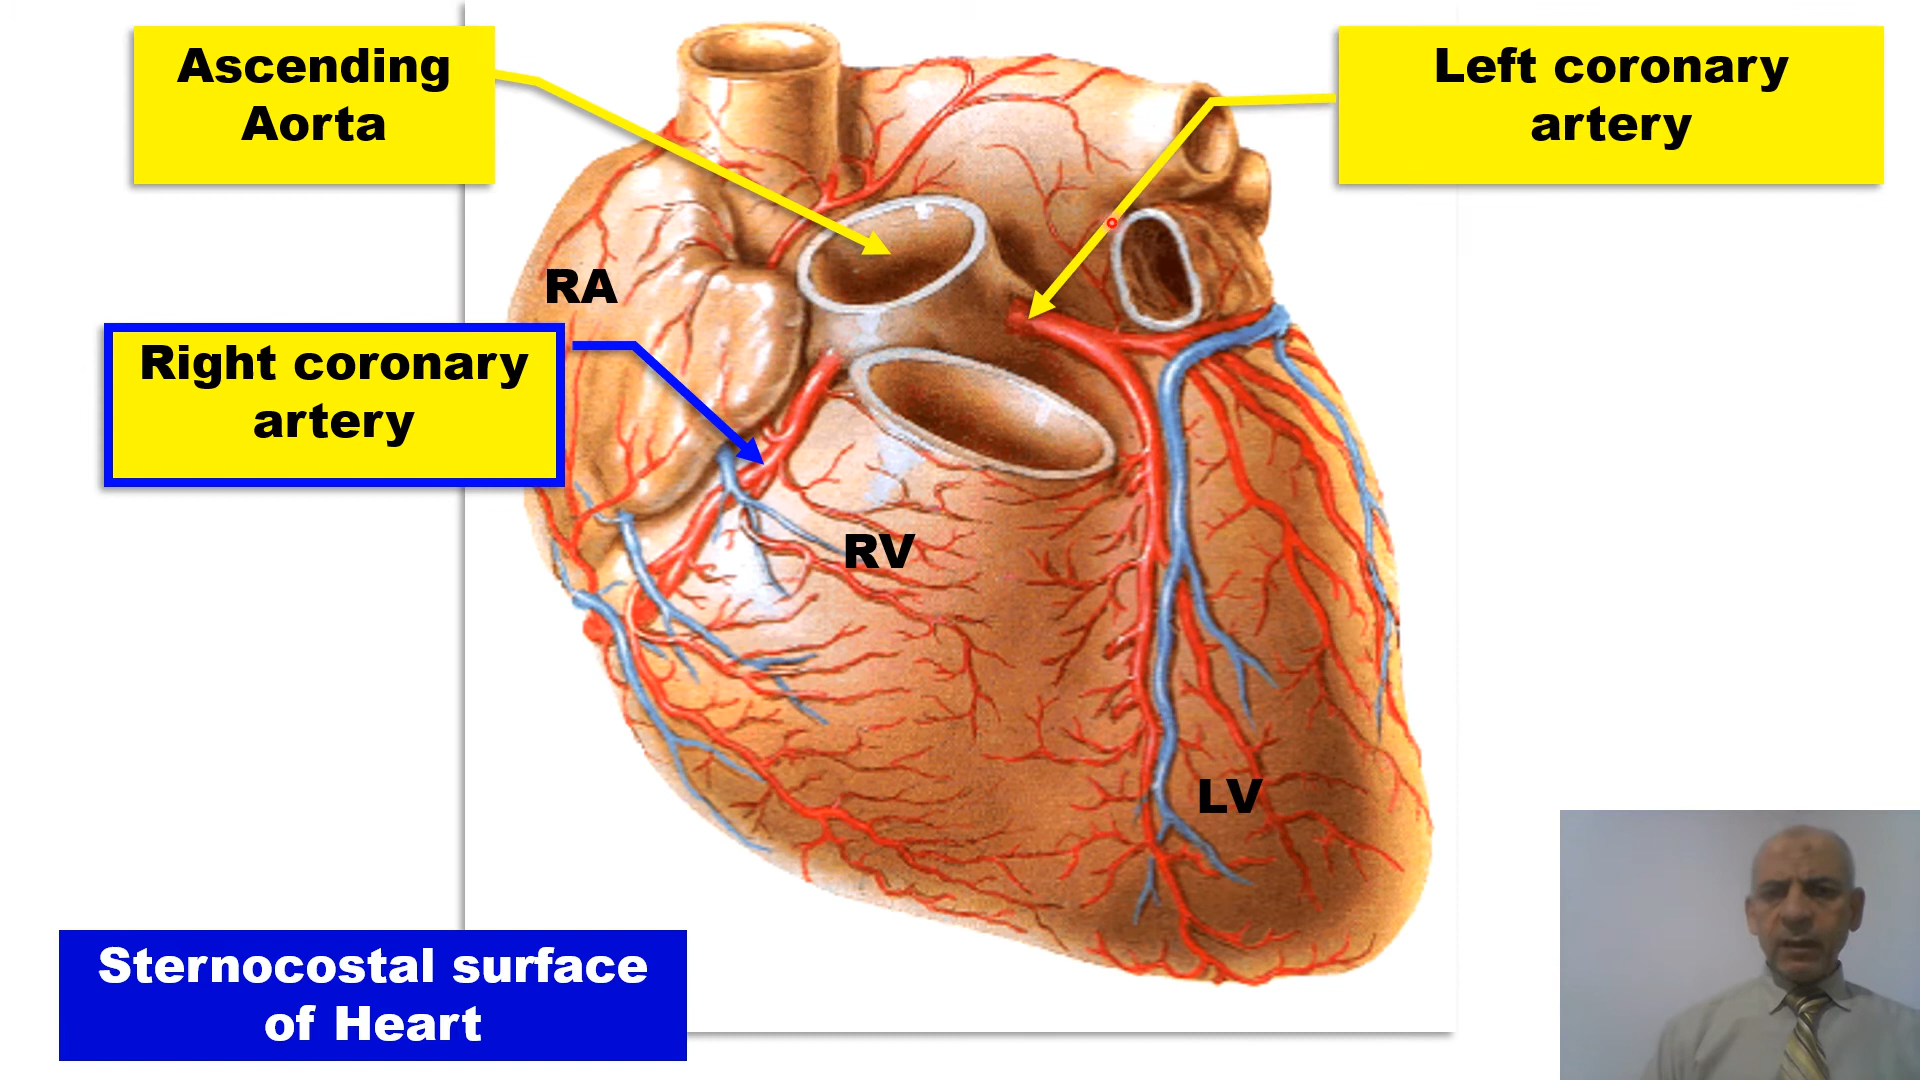 Ascending
Aorta
Left coronary
artery
RA
Right coronary
artery
RV
LV
Sternocostal surface
of Heart